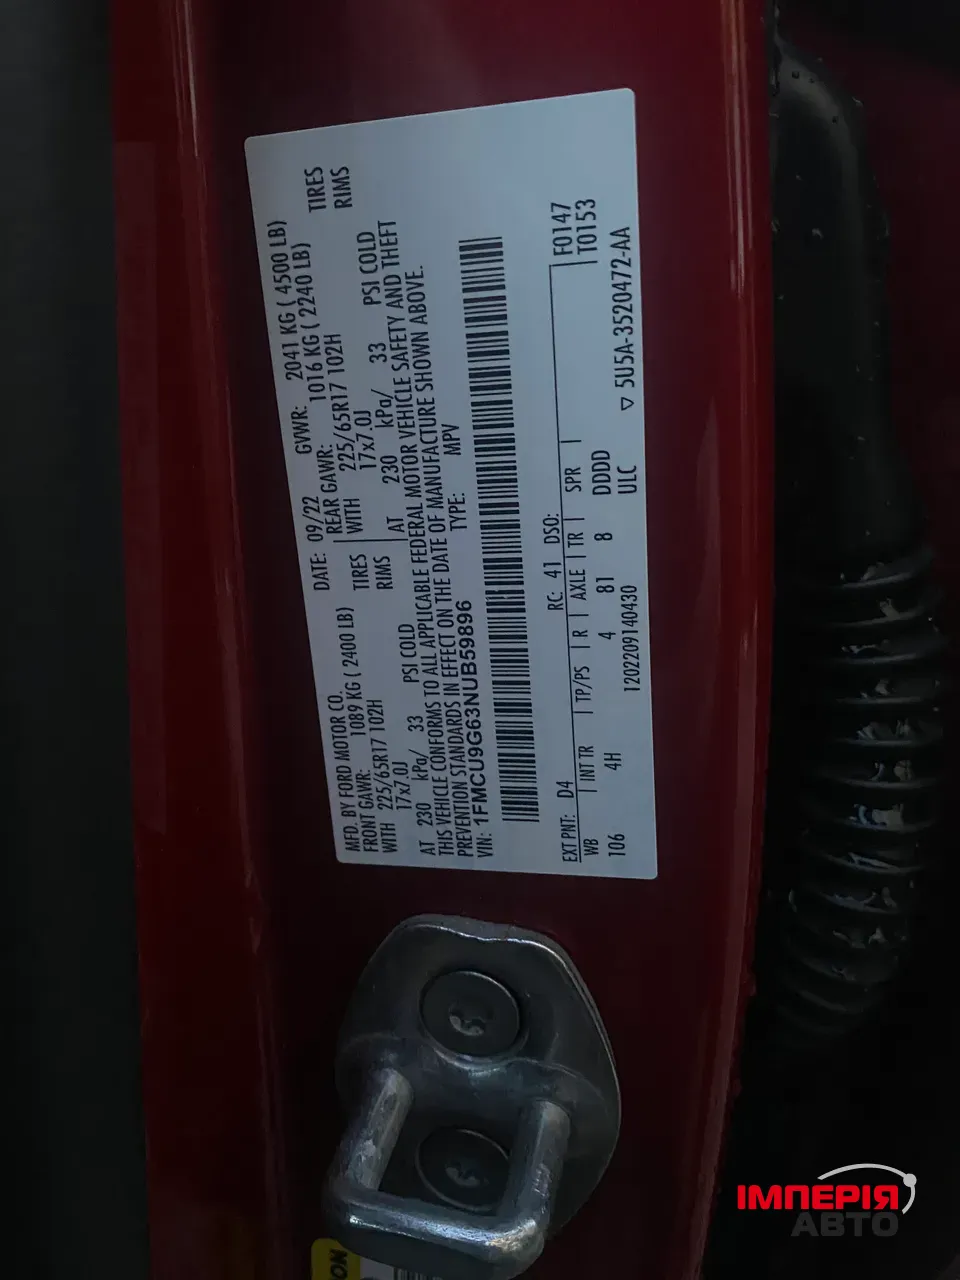 MFD. BY FORD MOTOR CO.
DATE: 09/22 GVWR: 2041 KG ( 4500 LB)
FRONT GAWR: 1089 KG ( 2400 LB)
REAR GAWR: 1016 KG ( 2240 LB)
WITH 225/65R17 102H TIRES
WITH 225/65R17 102H TIRES
17x7.0J RIMS
17x7.0J RIMS
AT 230 kPa/ 33 PSI COLD
AT 230 kPa/ 33 PSI COLD
THIS VEHICLE CONFORMS TO ALL APPLICABLE FEDERAL MOTOR VEHICLE SAFETY AND THEFT
PREVENTION STANDARDS IN EFFECT ON THE DATE OF MANUFACTURE SHOWN ABOVE.
VIN: 1FMCU9G63NUB59896 TYPE: MPV
EXT PNT: D4 RC: 41 DSO: F0147
WB INT TR TP/PS R AXLE TR SPR T0153
106 4H 4 81 8 DDDD
1202209140430 ULC 5U5A-3520472-AA
ІМПЕРІЯ
АВТО